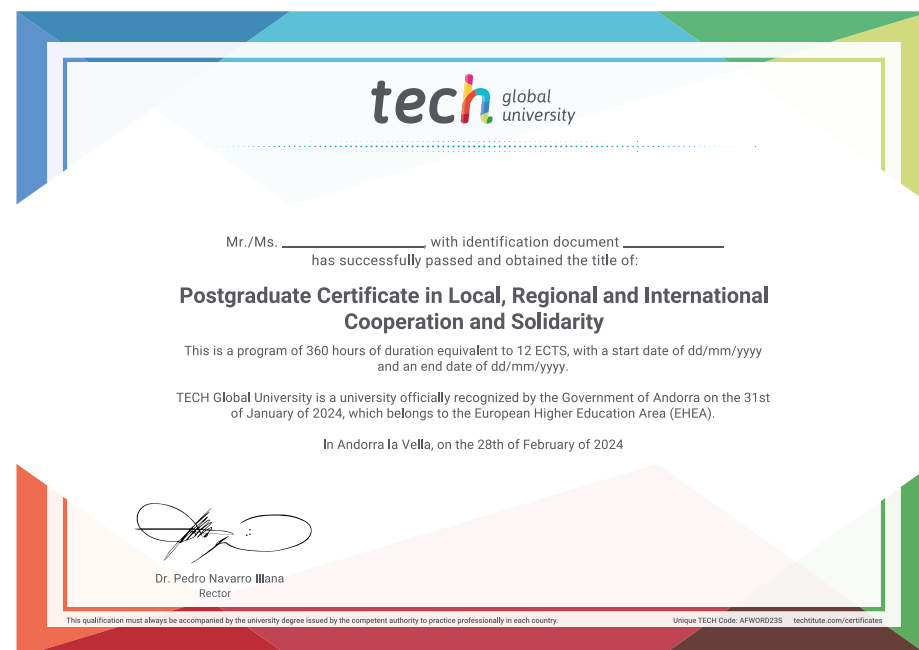 tech global university
Mr./Ms. ____________, with identification document ____________
has successfully passed and obtained the title of:
Postgraduate Certificate in Local, Regional and International
Cooperation and Solidarity
This is a program of 360 hours of duration equivalent to 12 ECTS, with a start date of dd/mm/yyyy
and an end date of dd/mm/yyyy.
TECH Global University is a university officially recognized by the Government of Andorra on the 31st
of January of 2024, which belongs to the European Higher Education Area (EHEA).
In Andorra la Vella, on the 28th of February of 2024
Dr. Pedro Navarro Illana
Rector
This qualification must always be accompanied by the university degree issued by the competent authority to practice professionally in each country.
Unique TECH Code: AFWORD23S techtitute.com/certificates